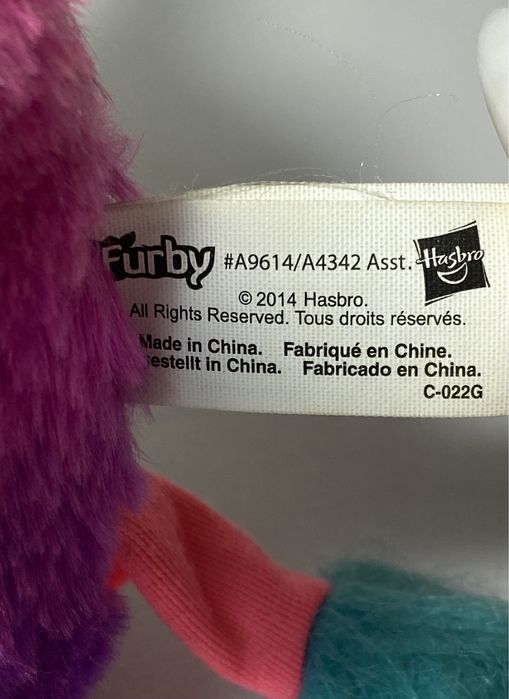 Furby #A9614/A4342 Asst. Hasbro
© 2014 Hasbro.
All Rights Reserved. Tous droits réservés.
Made in China. Fabriqué en Chine.
estellt in China. Fabricado en China.
C-022G